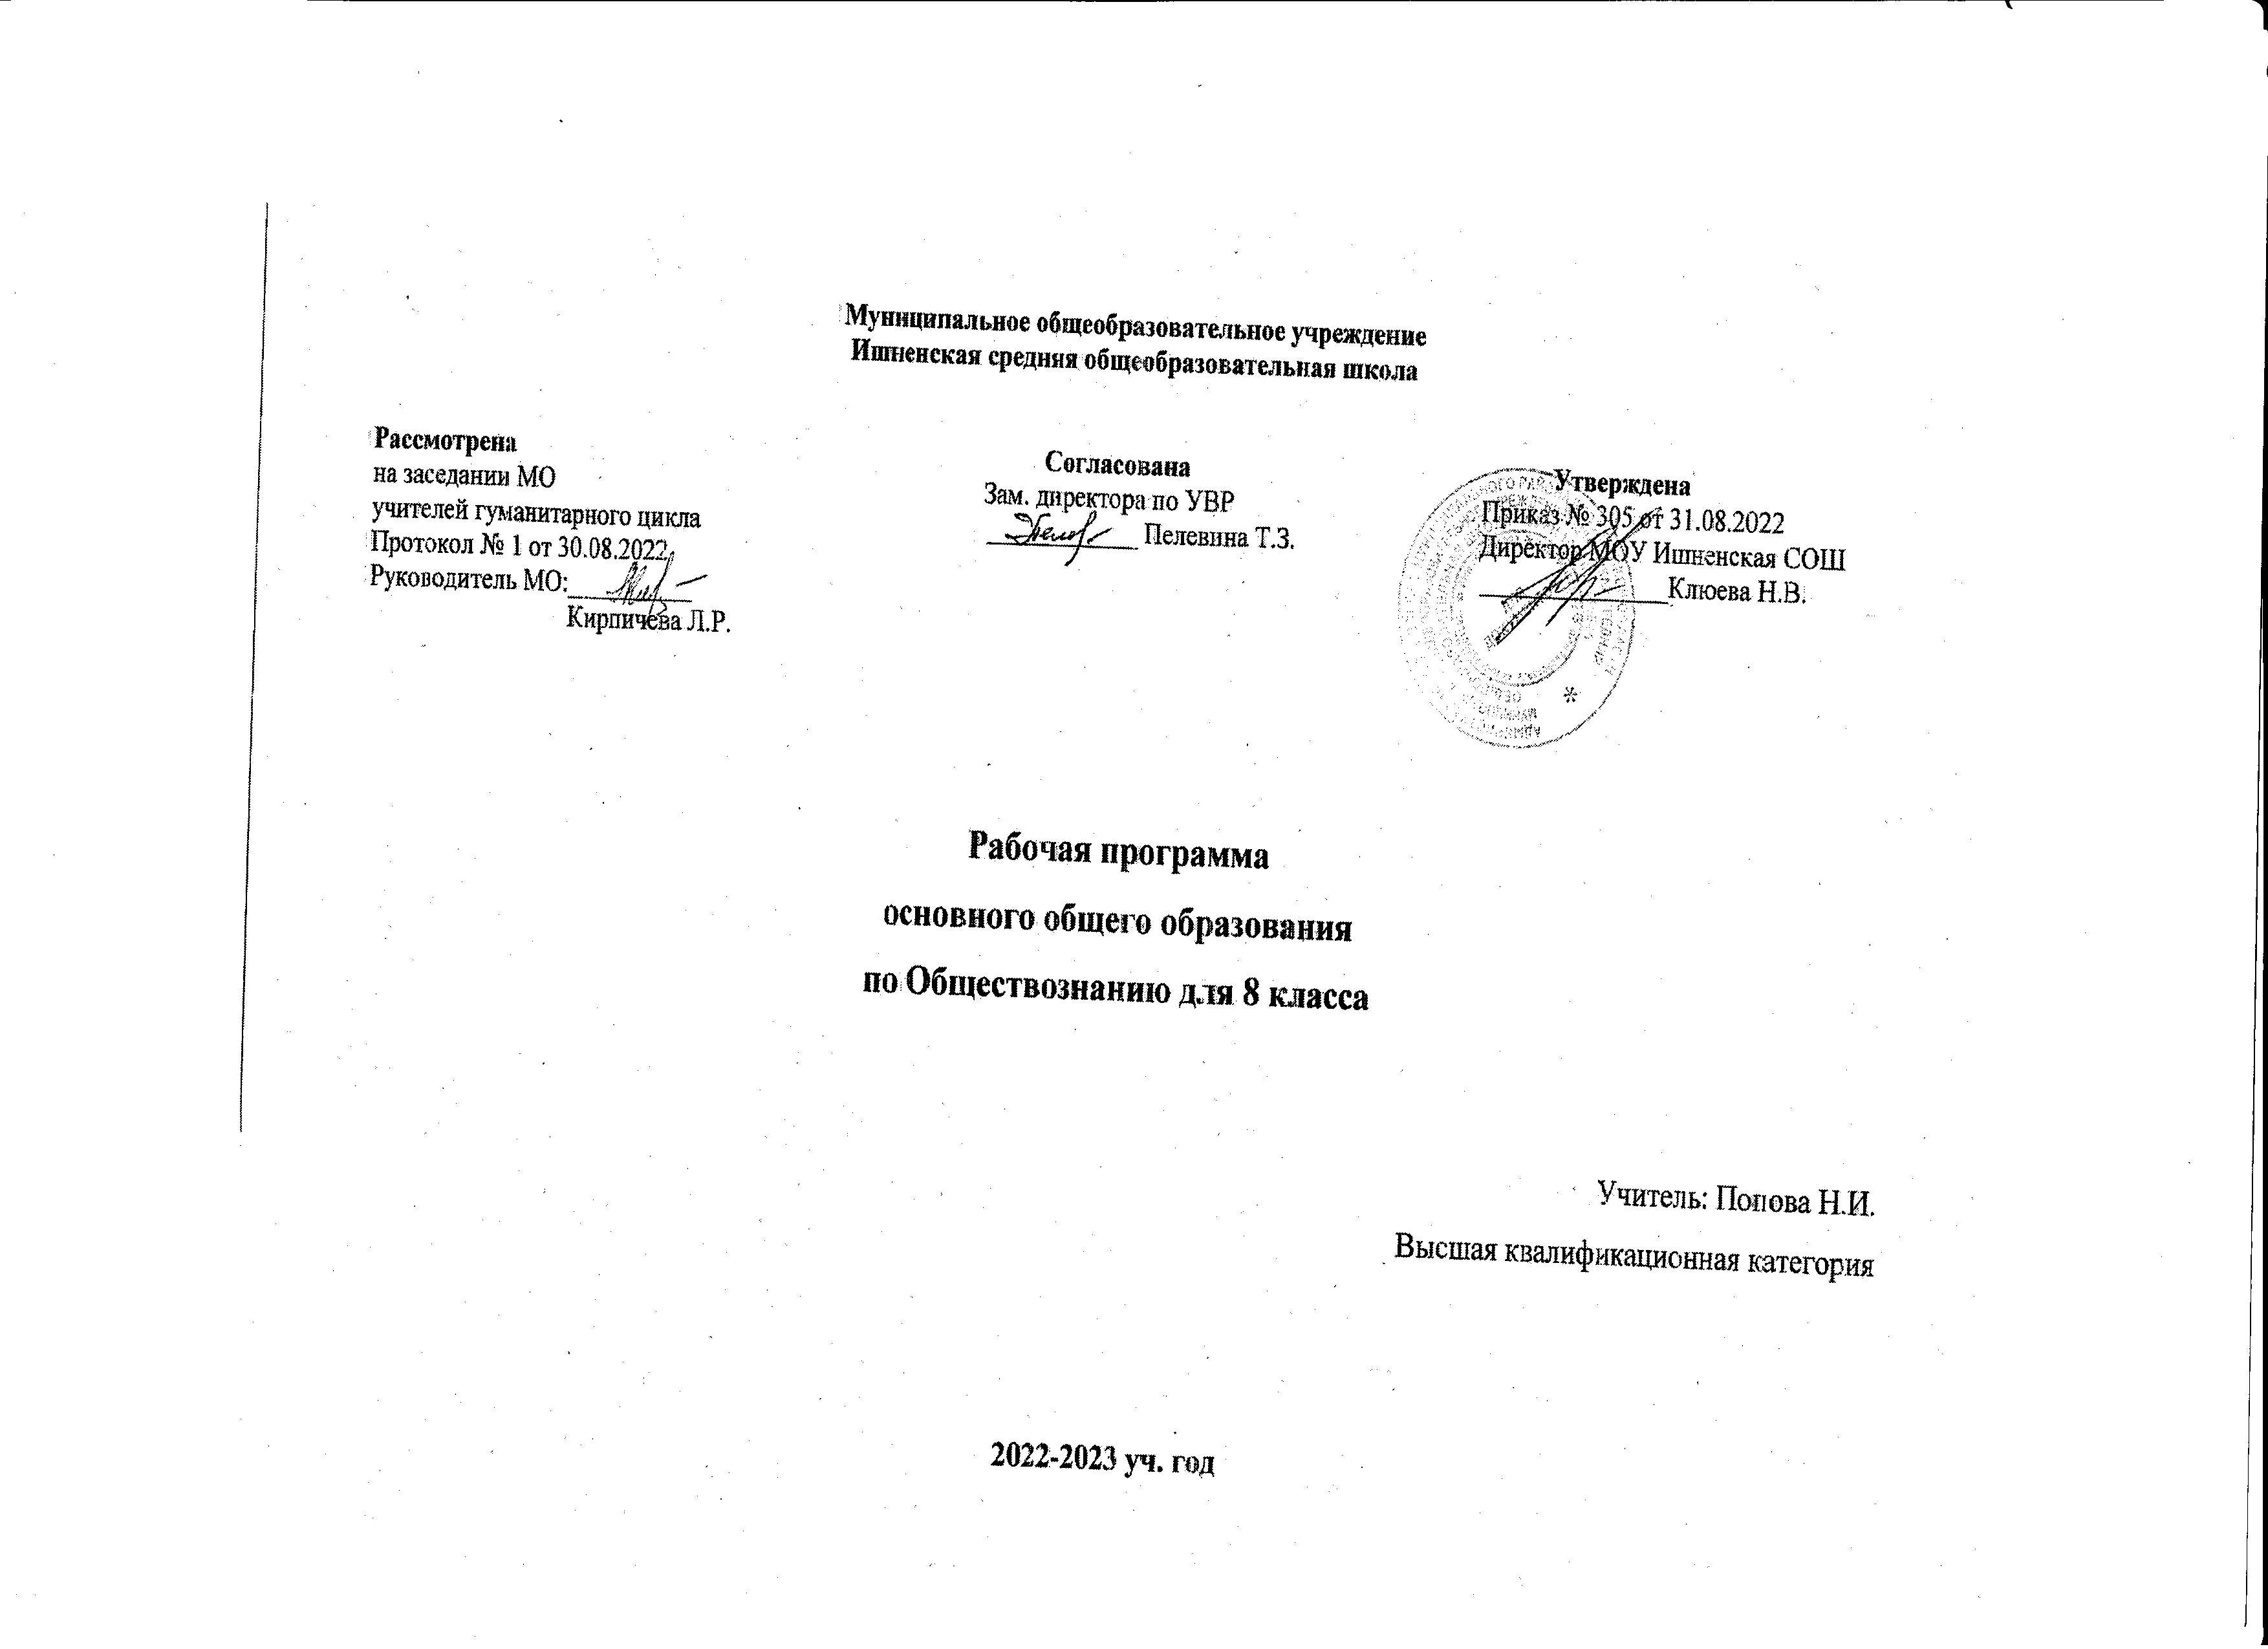 Муниципальное общеобразовательное учреждение
Ишненская средняя общеобразовательная школа
Рассмотрена
на заседании МО
учителей гуманитарного цикла
Протокол № 1 от 30.08.2022
Руководитель МО:
Кирпичева Л.Р.
Согласована
Зам. директора по УВР
Пелевина Т.З.
Утверждена
Приказ № 305 от 31.08.2022
Директор МОУ Ишненская СОШ
Клюева Н.В.
Рабочая программа
основного общего образования
по Обществознанию для 8 класса
Учитель: Попова Н.И.
Высшая квалификационная категория
2022-2023 уч. год